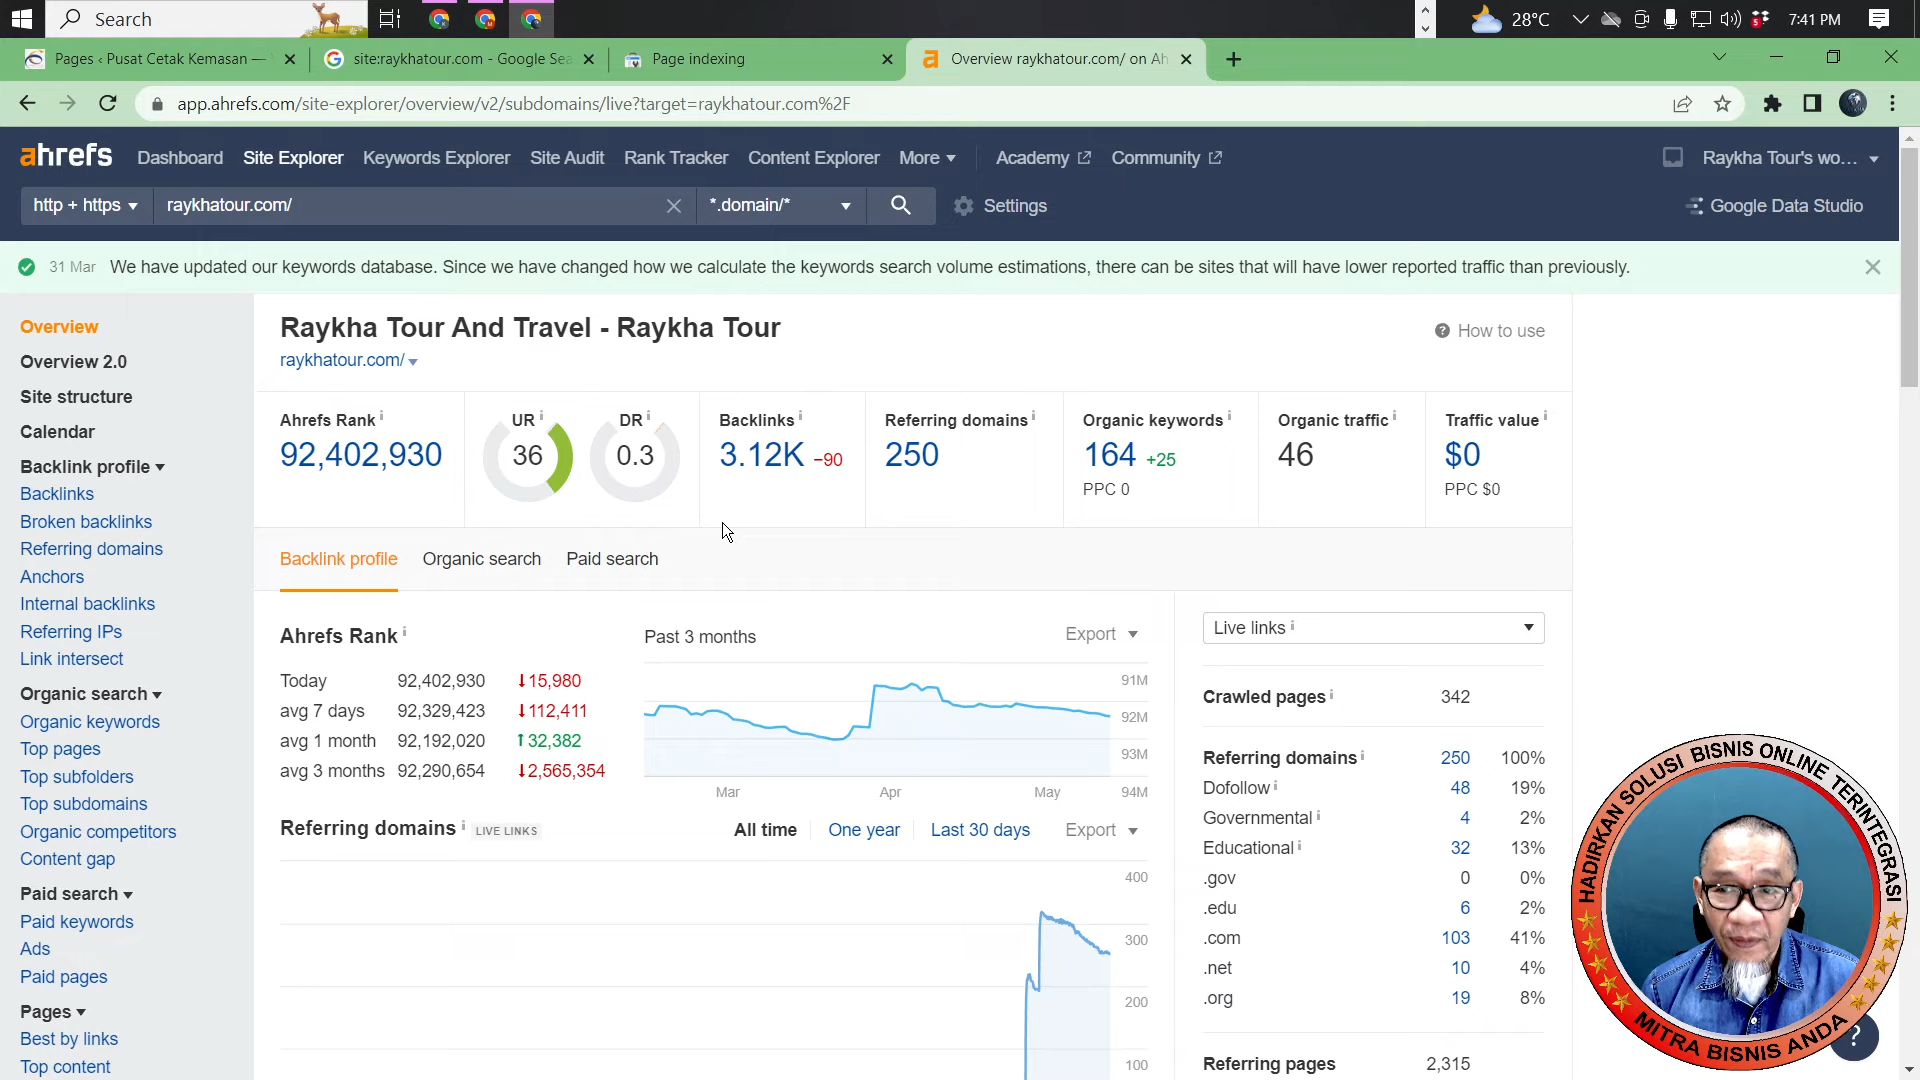 Search
28°C
7:41 PM
Pages ‹ Pusat Cetak Kemasan —
site:raykhatour.com - Google Sea
Page indexing
Overview raykhatour.com/ on Ah
app.ahrefs.com/site-explorer/overview/v2/subdomains/live?target=raykhatour.com%2F
ahrefs
Dashboard
Site Explorer
Keywords Explorer
Site Audit
Rank Tracker
Content Explorer
More
Academy
Community
Raykha Tour's wo...
http + https
raykhatour.com/
*.domain/*
Settings
Google Data Studio
31 Mar We have updated our keywords database. Since we have changed how we calculate the keywords search volume estimations, there can be sites that will have lower reported traffic than previously.
Overview
Overview 2.0
Site structure
Calendar
Backlink profile
Backlinks
Broken backlinks
Referring domains
Anchors
Internal backlinks
Referring IPs
Link intersect
Organic search
Organic keywords
Top pages
Top subfolders
Top subdomains
Organic competitors
Content gap
Paid search
Paid keywords
Ads
Paid pages
Pages
Best by links
Top content
Raykha Tour And Travel - Raykha Tour
How to use
raykhatour.com/
Ahrefs Rank
92,402,930
UR
36
DR
0.3
Backlinks
3.12K −90
Referring domains
250
Organic keywords
164 +25
PPC 0
Organic traffic
46
Traffic value
$0
PPC $0
Backlink profile
Organic search
Paid search
Ahrefs Rank
Past 3 months
Export
Today 92,402,930 15,980
avg 7 days 92,329,423 112,411
avg 1 month 92,192,020 32,382
avg 3 months 92,290,654 2,565,354
91M
92M
93M
94M
Mar
Apr
May
Referring domains LIVE LINKS
All time
One year
Last 30 days
Export
400
300
200
100
Live links
Crawled pages 342
Referring domains 250 100%
Dofollow 48 19%
Governmental 4 2%
Educational 32 13%
.gov 0 0%
.edu 6 2%
.com 103 41%
.net 10 4%
.org 19 8%
Referring pages 2,315
HADIRKAN SOLUSI BISNIS ONLINE TERINTEGRASI
MITRA BISNIS ANDA
?